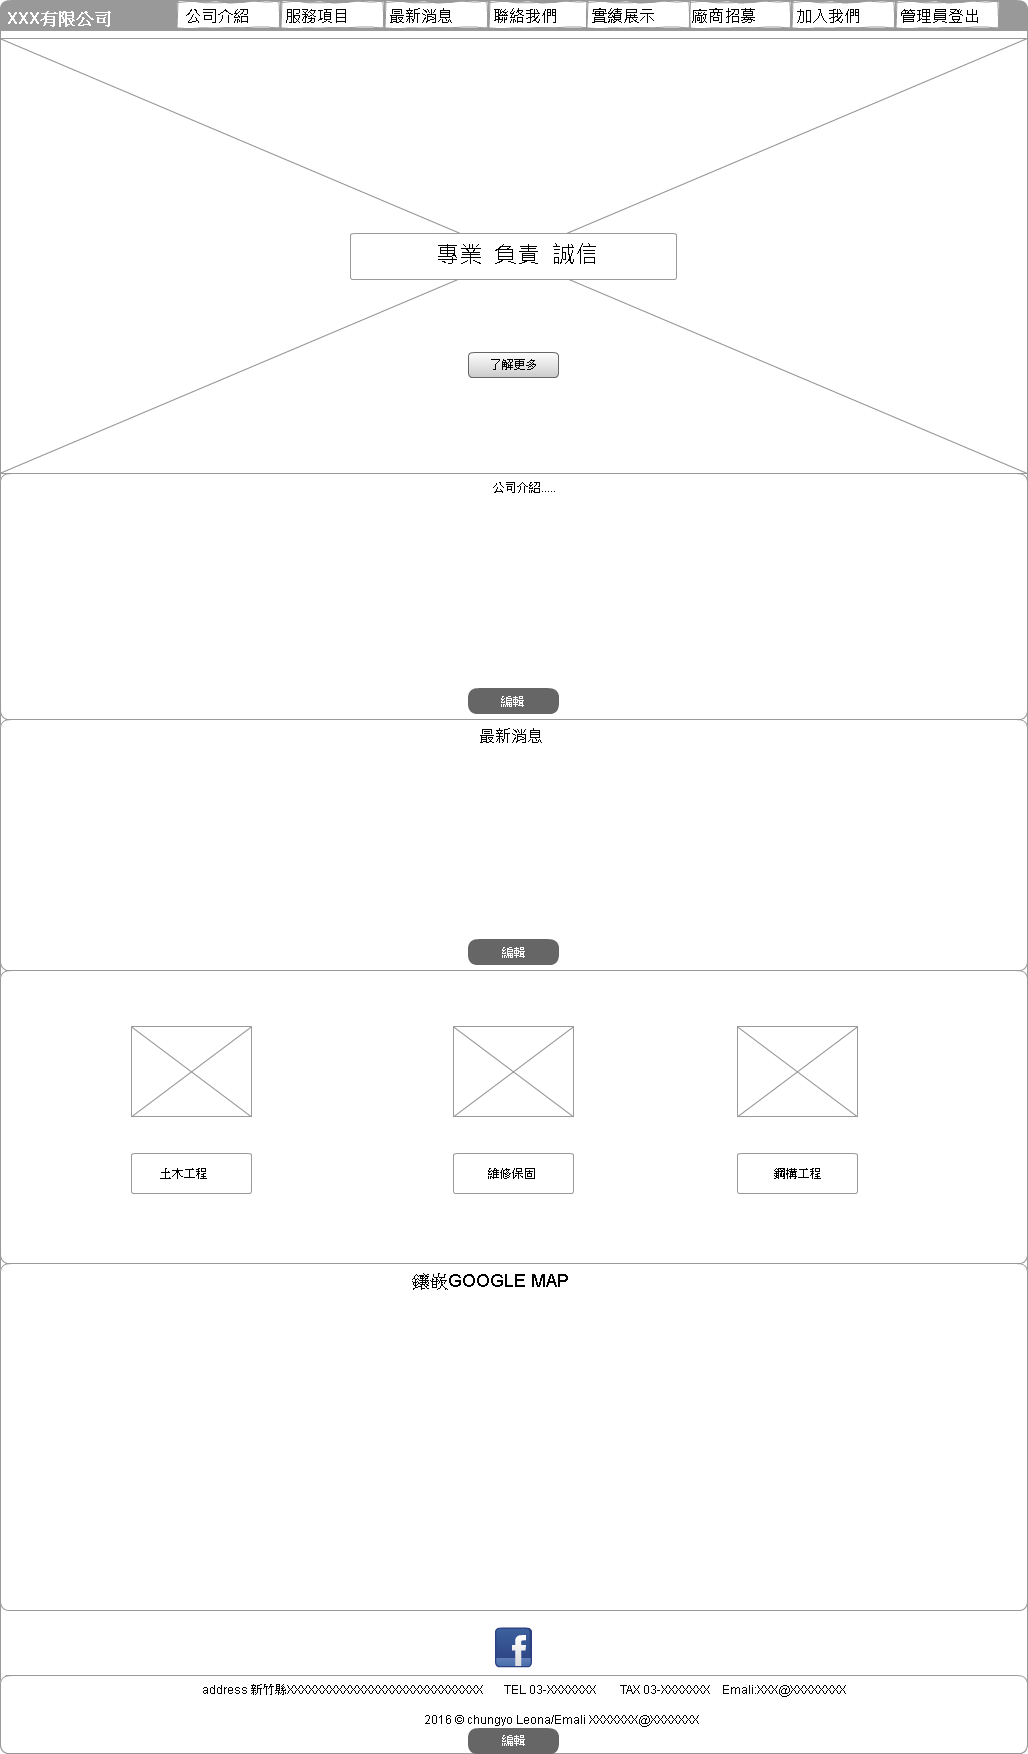 XXX有限公司 公司介紹 服務項目 最新消息 聯絡我們 實績展示 廠商招募 加入我們 管理員登出
專業 負責 誠信
了解更多
公司介紹.....
編輯
最新消息
編輯
土木工程 維修保固 鋼構工程
鑲嵌GOOGLE MAP
f
address 新竹縣XXXXXXXXXXXXXXXXXXXXXXXXXXXX TEL 03-XXXXXXX TAX 03-XXXXXXX Emali:XXX@XXXXXXXX
2016 © chungyo Leona/Emali XXXXXXX@XXXXXXX
編輯